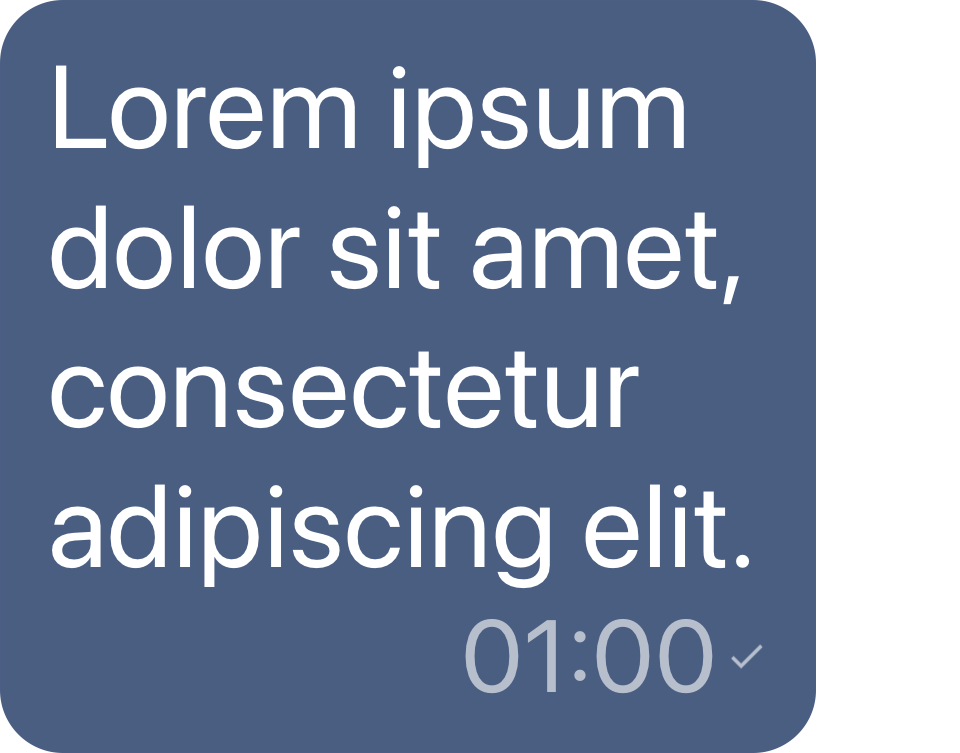 Lorem ipsum
dolor sit amet,
consectetur
adipiscing elit.
01:00